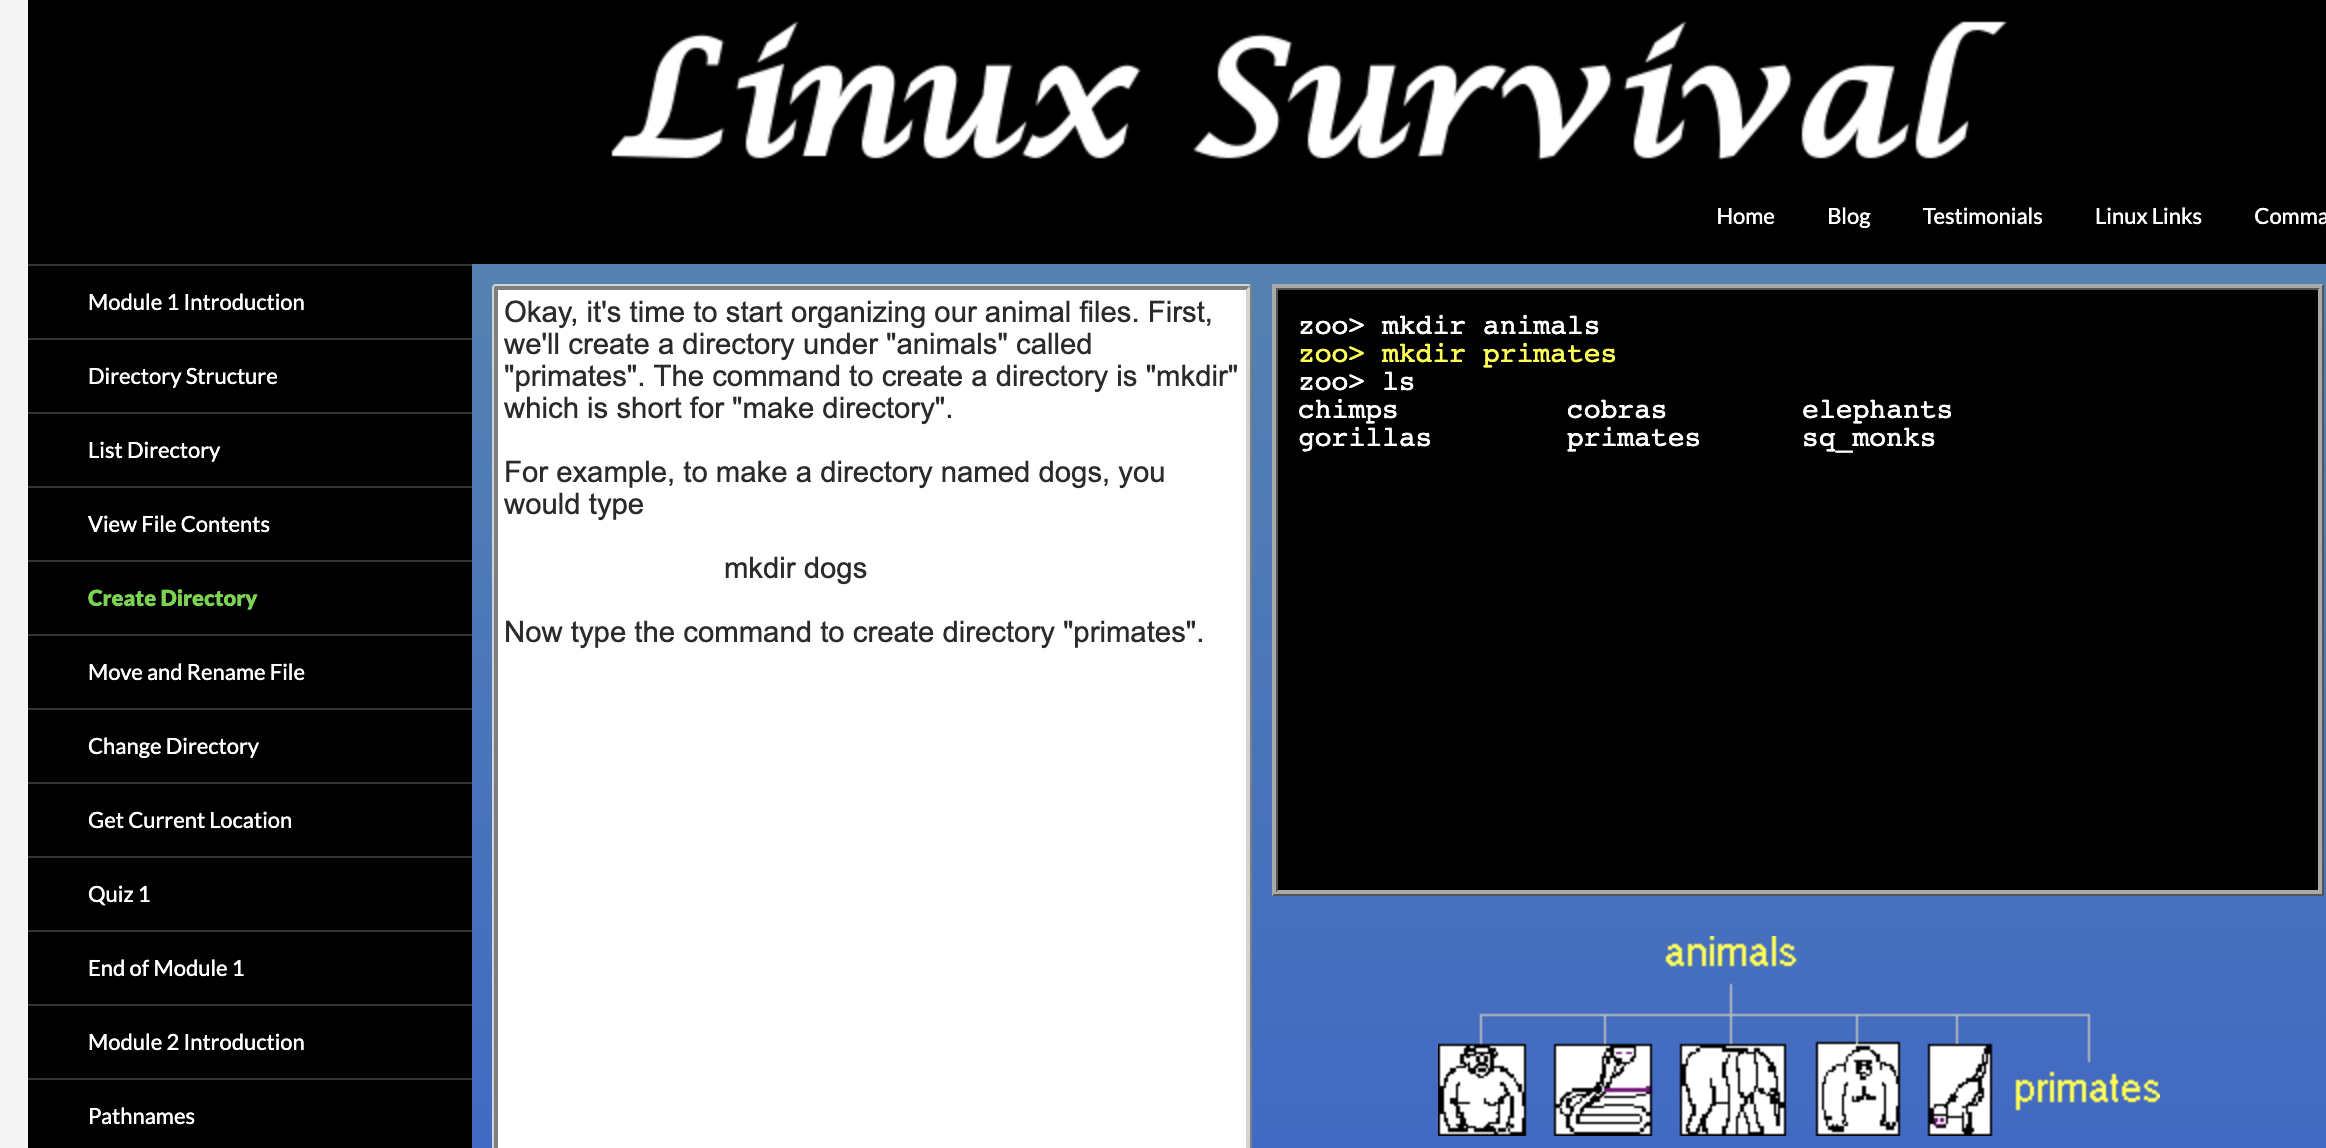 Linux Survival
Home Blog Testimonials Linux Links Comma
Module 1 Introduction
Directory Structure
List Directory
View File Contents
Create Directory
Move and Rename File
Change Directory
Get Current Location
Quiz 1
End of Module 1
Module 2 Introduction
Pathnames
Okay, it's time to start organizing our animal files. First,
we'll create a directory under "animals" called
"primates". The command to create a directory is "mkdir"
which is short for "make directory".
For example, to make a directory named dogs, you
would type
mkdir dogs
Now type the command to create directory "primates".
zoo> mkdir animals
zoo> mkdir primates
zoo> ls
chimps cobras elephants
gorillas primates sq_monks
animals
primates